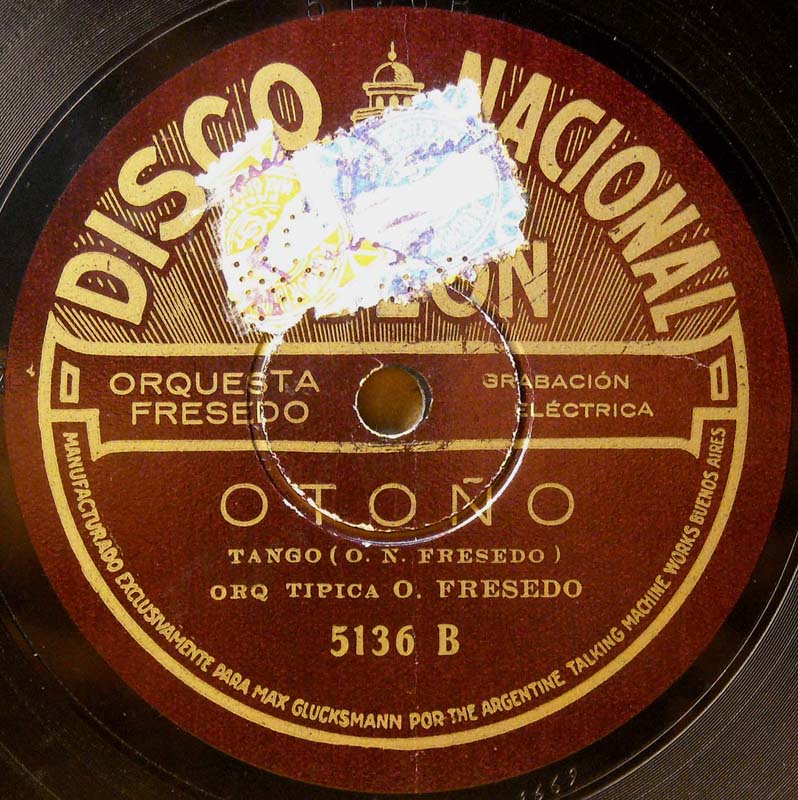 DISCO NACIONAL
ORQUESTA
FRESEDO
GRABACIÓN
ELÉCTRICA
OTOÑO
TANGO (O. N. FRESEDO)
ORQ TIPICA O. FRESEDO
5136 B
MANUFACTURADO EXCLUSIVAMENTE PARA MAX GLUCKSMANN POR THE ARGENTINE TALKING MACHINE WORKS BUENOS AIRES